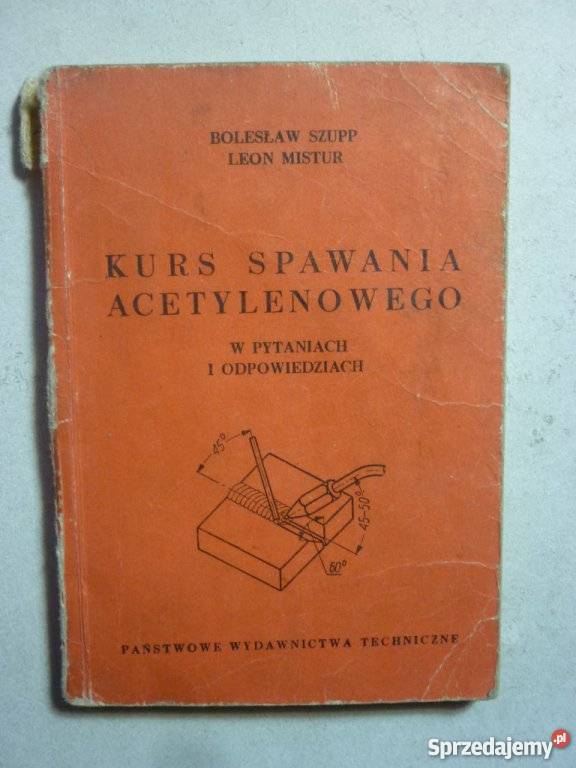 BOLESŁAW SZUPP
LEON MISTUR
KURS SPAWANIA
ACETYLENOWEGO
W PYTANIACH
I ODPOWIEDZIACH
45°
45-50°
60°
PAŃSTWOWE WYDAWNICTWA TECHNICZNE
Sprzedajemy.pl